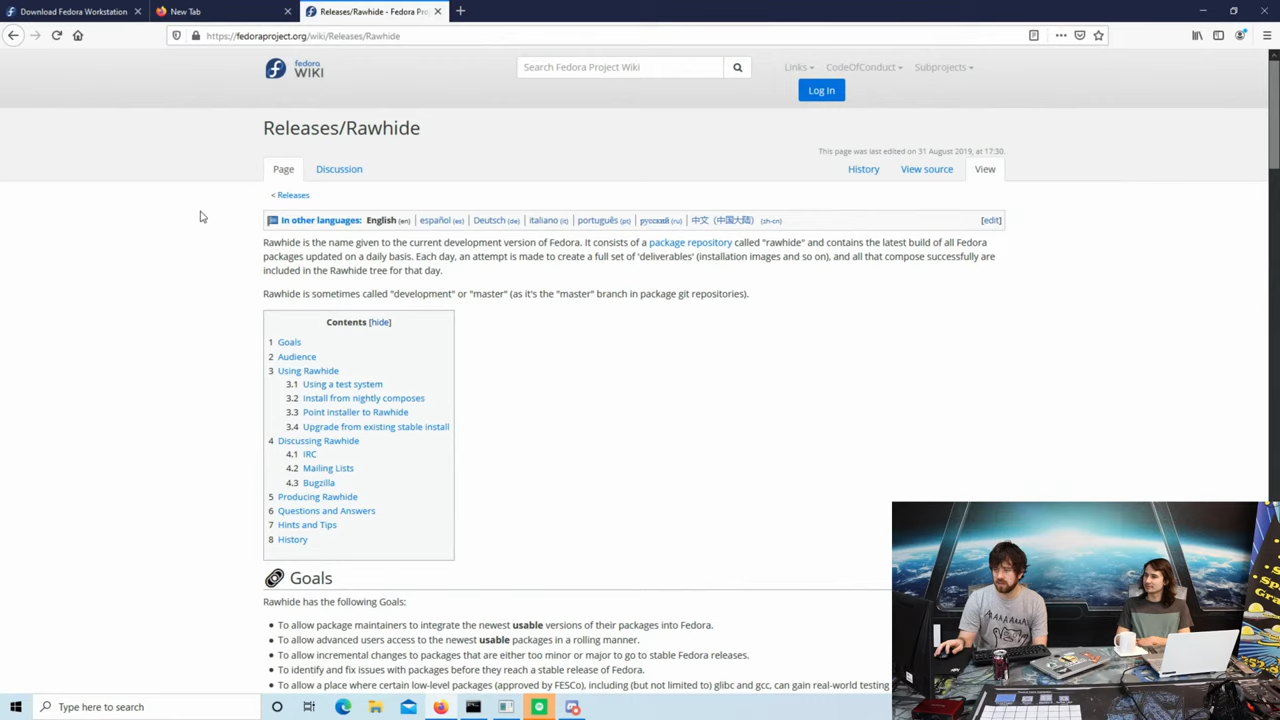 Download Fedora Workstation
New Tab
Releases/Rawhide - Fedora Pro
https://fedoraproject.org/wiki/Releases/Rawhide
fedora
WIKI
Search Fedora Project Wiki
Links
CodeOfConduct
Subprojects
Log In
Releases/Rawhide
This page was last edited on 31 August 2019, at 17:30.
Page
Discussion
History
View source
View
< Releases
In other languages: English (en) | español (es) | Deutsch (de) | italiano (it) | português (pt) | русский (ru) | 中文（中国大陆） (zh-cn)
[edit]
Rawhide is the name given to the current development version of Fedora. It consists of a package repository called "rawhide" and contains the latest build of all Fedora
packages updated on a daily basis. Each day, an attempt is made to create a full set of 'deliverables' (installation images and so on), and all that compose successfully are
included in the Rawhide tree for that day.
Rawhide is sometimes called "development" or "master" (as it's the "master" branch in package git repositories).
Contents [hide]
1 Goals
2 Audience
3 Using Rawhide
3.1 Using a test system
3.2 Install from nightly composes
3.3 Point installer to Rawhide
3.4 Upgrade from existing stable install
4 Discussing Rawhide
4.1 IRC
4.2 Mailing Lists
4.3 Bugzilla
5 Producing Rawhide
6 Questions and Answers
7 Hints and Tips
8 History
Goals
Rawhide has the following Goals:
To allow package maintainers to integrate the newest usable versions of their packages into Fedora.
To allow advanced users access to the newest usable packages in a rolling manner.
To allow incremental changes to packages that are either too minor or major to go to stable Fedora releases.
To identify and fix issues with packages before they reach a stable release of Fedora.
To allow a place where certain low-level packages (approved by FESCo), including (but not limited to) glibc and gcc, can gain real-world testing
Type here to search